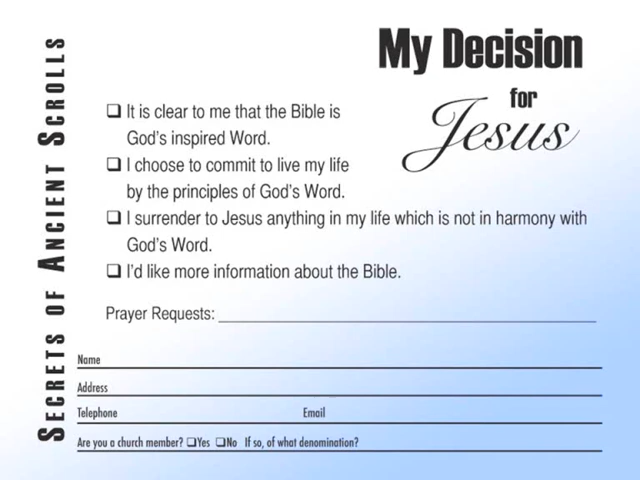 My Decision
for
Jesus
SECRETS OF ANCIENT SCROLLS
❑ It is clear to me that the Bible is
God's inspired Word.
❑ I choose to commit to live my life
by the principles of God's Word.
❑ I surrender to Jesus anything in my life which is not in harmony with
God's Word.
❑ I'd like more information about the Bible.
Prayer Requests:
Name
Address
Telephone Email
Are you a church member? ❑Yes ❑No If so, of what denomination?